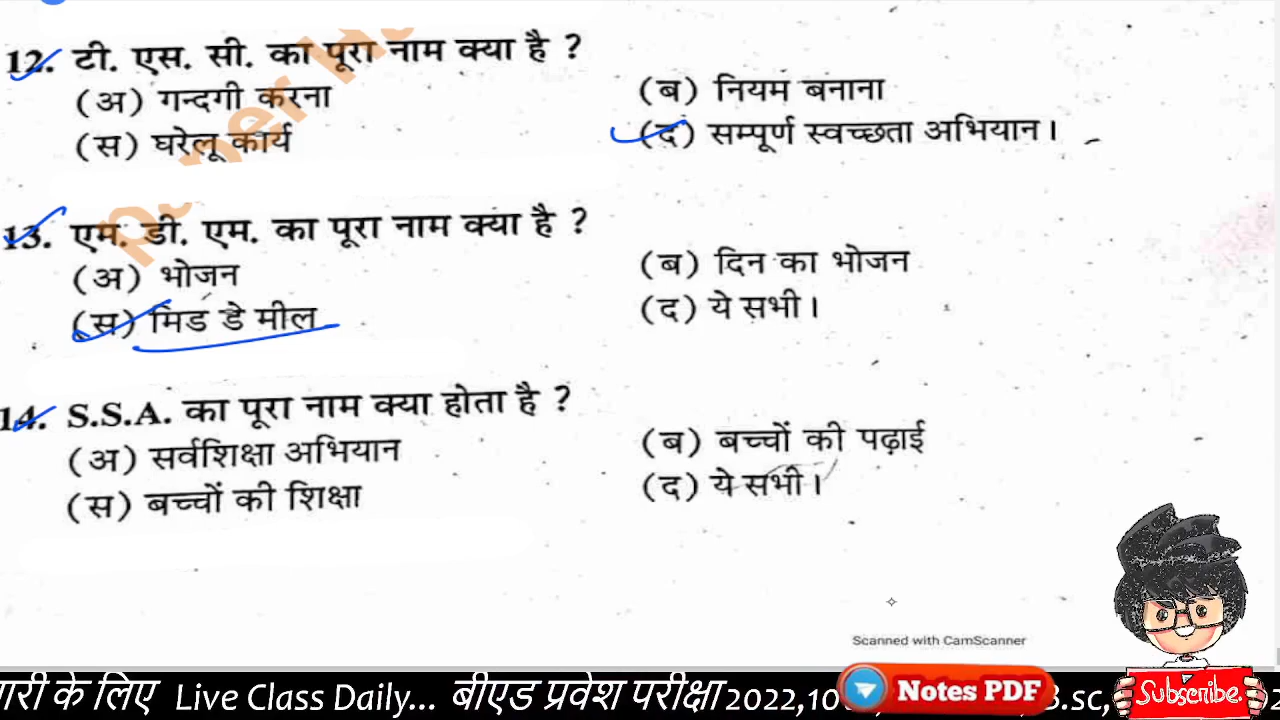 12. टी. एस. सी. का पूरा नाम क्या है ?
(अ) गन्दगी करना (ब) नियम बनाना
(स) घरेलू कार्य (द) सम्पूर्ण स्वच्छता अभियान।
13. एम. डी. एम. का पूरा नाम क्या है ?
(अ) भोजन (ब) दिन का भोजन
(स) मिड डे मील (द) ये सभी।
14. S.S.A. का पूरा नाम क्या होता है ?
(अ) सर्वशिक्षा अभियान (ब) बच्चों की पढ़ाई
(स) बच्चों की शिक्षा (द) ये सभी।
Scanned with CamScanner
के लिए Live Class Daily... बीएड प्रवेश परीक्षा 2022,
Notes PDF
Subscribe.